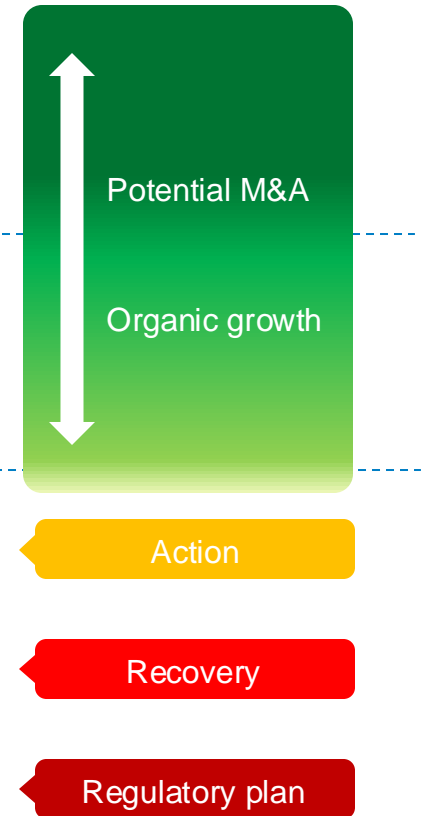 Potential M&A
Organic growth
Action
Recovery
Regulatory plan